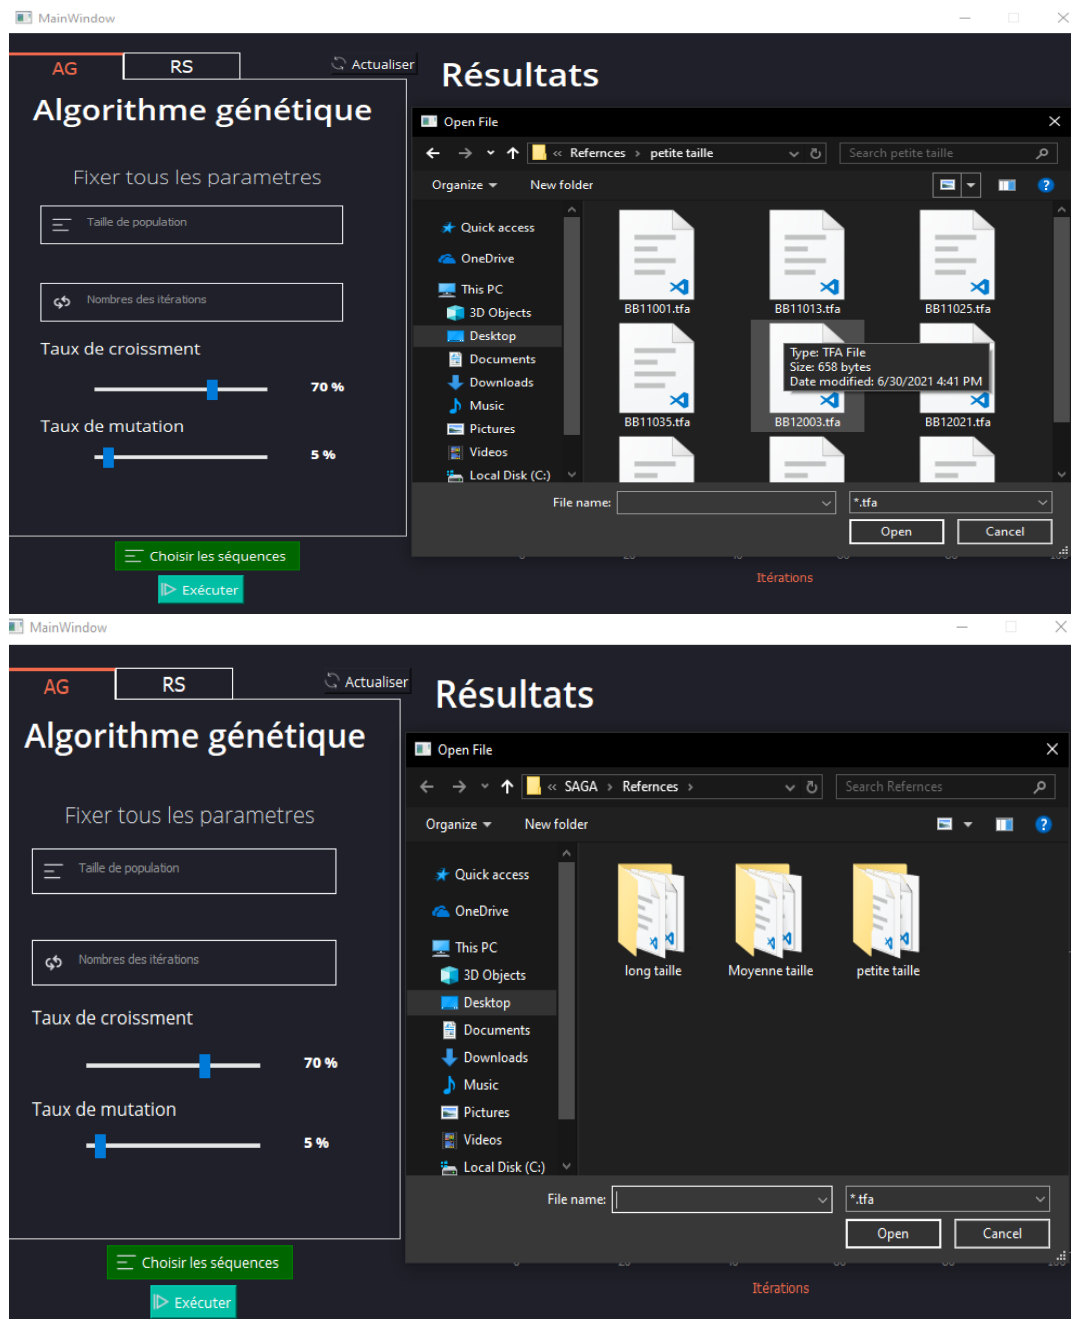 MainWindow
AG
RS
Actualiser
Résultats
Algorithme génétique
Fixer tous les parametres
Taille de population
Nombres des itérations
Taux de croissment
70 %
Taux de mutation
5 %
Choisir les séquences
Exécuter
Open File
« Refernces › petite taille
Search petite taille
Organize
New folder
Quick access
OneDrive
This PC
3D Objects
Desktop
Documents
Downloads
Music
Pictures
Videos
Local Disk (C:)
BB11001.tfa
BB11013.tfa
BB11025.tfa
Type: TFA File
Size: 658 bytes
Date modified: 6/30/2021 4:41 PM
BB11035.tfa
BB12003.tfa
BB12021.tfa
File name:
*.tfa
Open
Cancel
Itérations
MainWindow
AG
RS
Actualiser
Résultats
Algorithme génétique
Fixer tous les parametres
Taille de population
Nombres des itérations
Taux de croissment
70 %
Taux de mutation
5 %
Choisir les séquences
Exécuter
Open File
« SAGA › Refernces ›
Search Refernces
Organize
New folder
Quick access
OneDrive
This PC
3D Objects
Desktop
Documents
Downloads
Music
Pictures
Videos
Local Disk (C:)
long taille
Moyenne taille
petite taille
File name:
*.tfa
Open
Cancel
Itérations